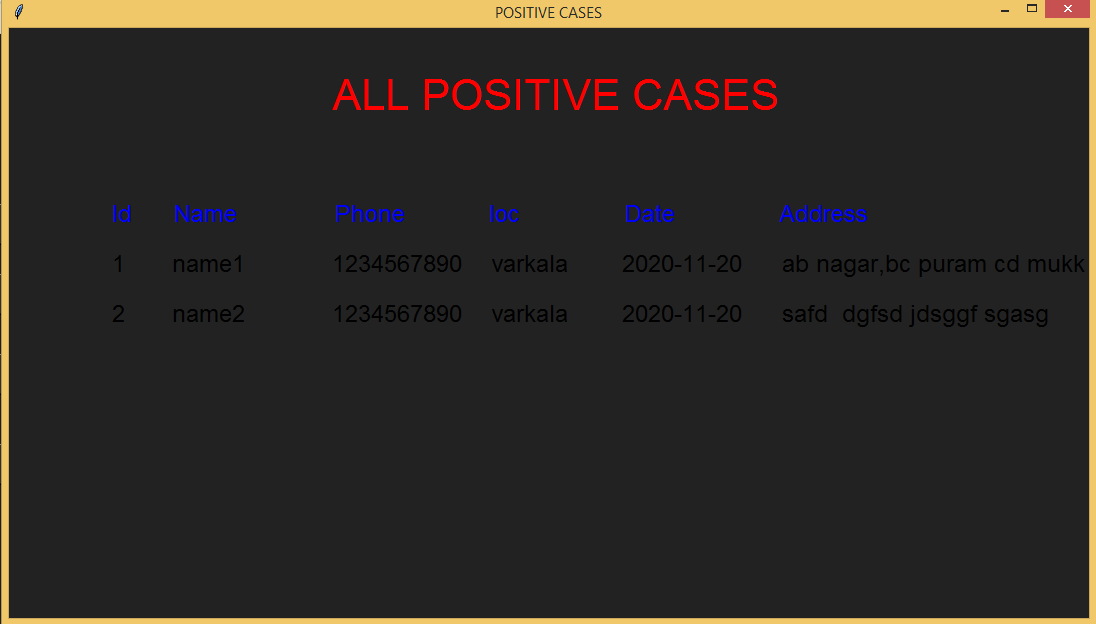 POSITIVE CASES
ALL POSITIVE CASES
Id Name Phone loc Date Address
1 name1 1234567890 varkala 2020-11-20 ab nagar,bc puram cd mukk
2 name2 1234567890 varkala 2020-11-20 safd dgfsd jdsggf sgasg